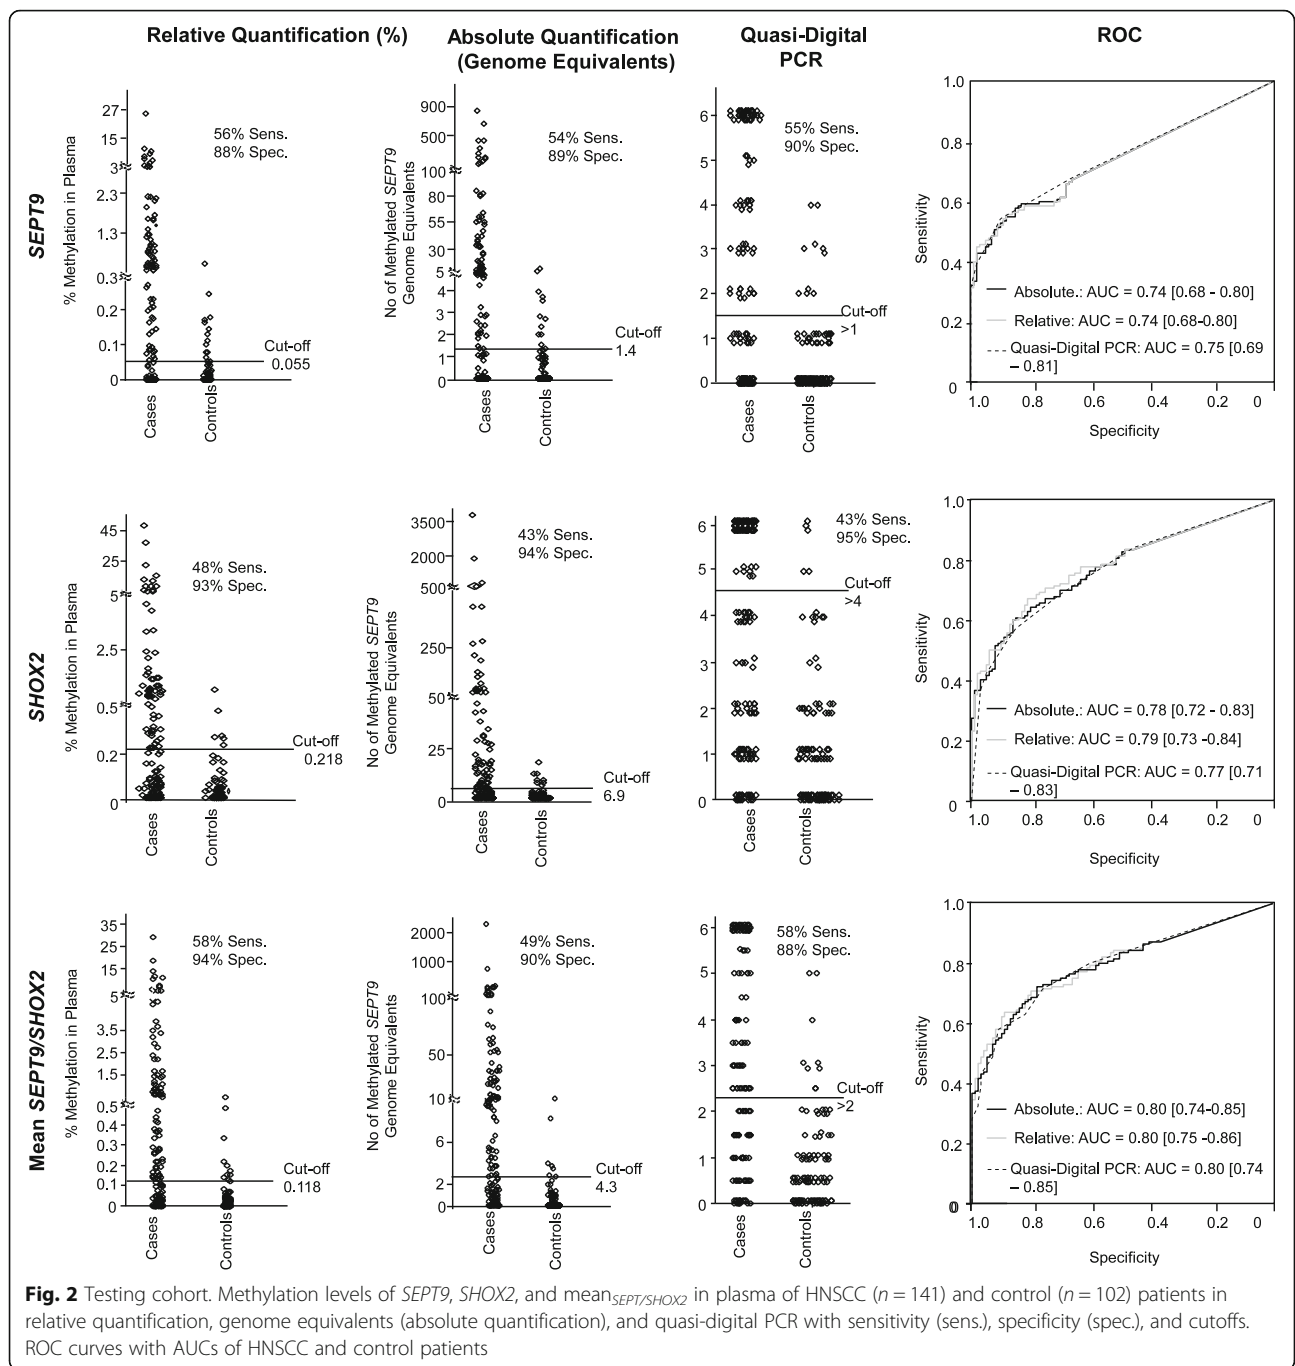 Relative Quantification (%)
Absolute Quantification
(Genome Equivalents)
Quasi-Digital
PCR
ROC
SEPT9
% Methylation in Plasma
27
15
3
2.3
1.3
0.3
0.2
0.1
0
56% Sens.
88% Spec.
Cut-off
0.055
Cases
Controls
No of Methylated SEPT9
Genome Equivalents
900
500
100
80
55
30
5
4
3
2
1
0
54% Sens.
89% Spec.
Cut-off
1.4
Cases
Controls
6
5
4
3
2
1
0
55% Sens.
90% Spec.
Cut-off
>1
Cases
Controls
Sensitivity
1.0
0.8
0.6
0.4
0.2
0.0
Absolute.: AUC = 0.74 [0.68 - 0.80]
Relative: AUC = 0.74 [0.68-0.80]
Quasi-Digital PCR: AUC = 0.75 [0.69
– 0.81]
1.0 0.8 0.6 0.4 0.2 0
Specificity
SHOX2
% Methylation in Plasma
45
25
5
2.5
0.5
0.2
0
48% Sens.
93% Spec.
Cut-off
0.218
Cases
Controls
No of Methylated SEPT9
Genome Equivalents
3500
2000
500
250
50
25
0
43% Sens.
94% Spec.
Cut-off
6.9
Cases
Controls
6
5
4
3
2
1
0
43% Sens.
95% Spec.
Cut-off
>4
Cases
Controls
Sensitivity
1.0
0.8
0.6
0.4
0.2
0.0
Absolute.: AUC = 0.78 [0.72 - 0.83]
Relative: AUC = 0.79 [0.73 -0.84]
Quasi-Digital PCR: AUC = 0.77 [0.71
– 0.83]
1.0 0.8 0.6 0.4 0.2 0
Specificity
Mean SEPT9/SHOX2
% Methylation in Plasma
35
25
15
5
3.5
2.5
1.5
0.5
0.4
0.3
0.2
0.1
0
58% Sens.
94% Spec.
Cut-off
0.118
Cases
Controls
No of Methylated SEPT9
Genome Equivalents
2000
1000
100
50
10
6
2
0
49% Sens.
90% Spec.
Cut-off
4.3
Cases
Controls
6
5
4
3
2
1
0
58% Sens.
88% Spec.
Cut-off
>2
Cases
Controls
Sensitivity
1.0
0.8
0.6
0.4
0.2
Absolute.: AUC = 0.80 [0.74-0.85]
Relative: AUC = 0.80 [0.75 -0.86]
Quasi-Digital PCR: AUC = 0.80 [0.74
– 0.85]
1.0 0.8 0.6 0.4 0.2 0
Specificity
Fig. 2 Testing cohort. Methylation levels of SEPT9, SHOX2, and meanSEPT/SHOX2 in plasma of HNSCC (n = 141) and control (n = 102) patients in
relative quantification, genome equivalents (absolute quantification), and quasi-digital PCR with sensitivity (sens.), specificity (spec.), and cutoffs.
ROC curves with AUCs of HNSCC and control patients